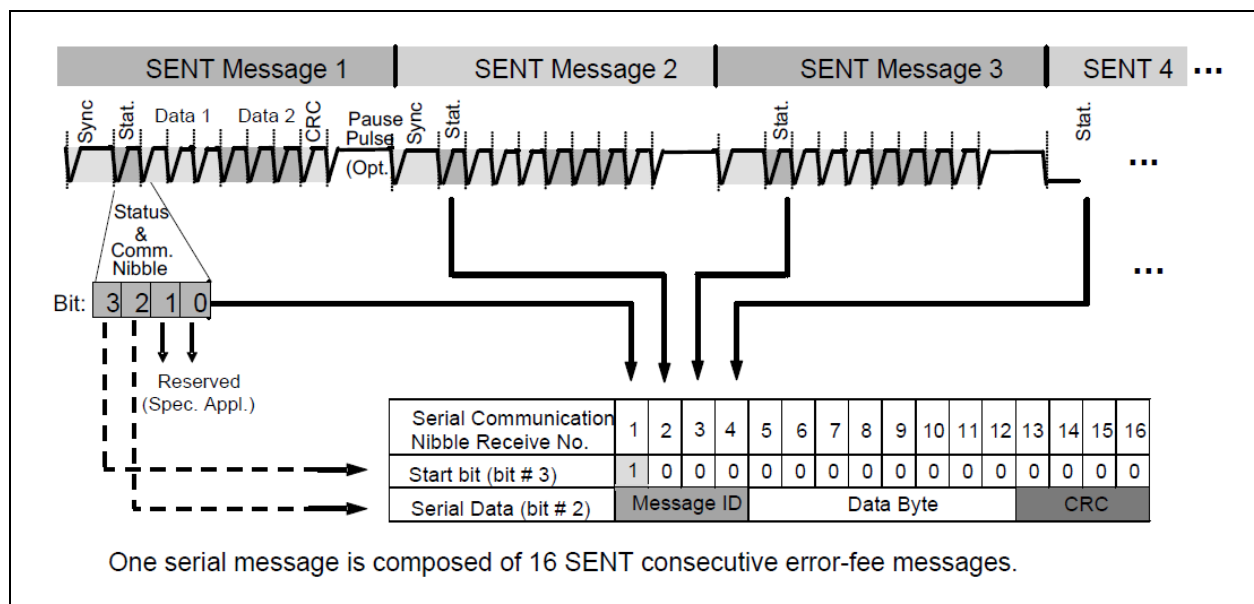 SENT Message 1 SENT Message 2 SENT Message 3 SENT 4 ...
Sync Stat. Data 1 Data 2 CRC Pause Pulse (Opt. Sync Stat. Stat. Stat. ...
Status
&
Comm.
Nibble
...
Bit: 3 2 1 0
Reserved
(Spec. Appl.)
Serial Communication
Nibble Receive No. 1 2 3 4 5 6 7 8 9 10 11 12 13 14 15 16
Start bit (bit # 3) 1 0 0 0 0 0 0 0 0 0 0 0 0 0 0 0
Serial Data (bit # 2) Message ID Data Byte CRC
One serial message is composed of 16 SENT consecutive error-fee messages.